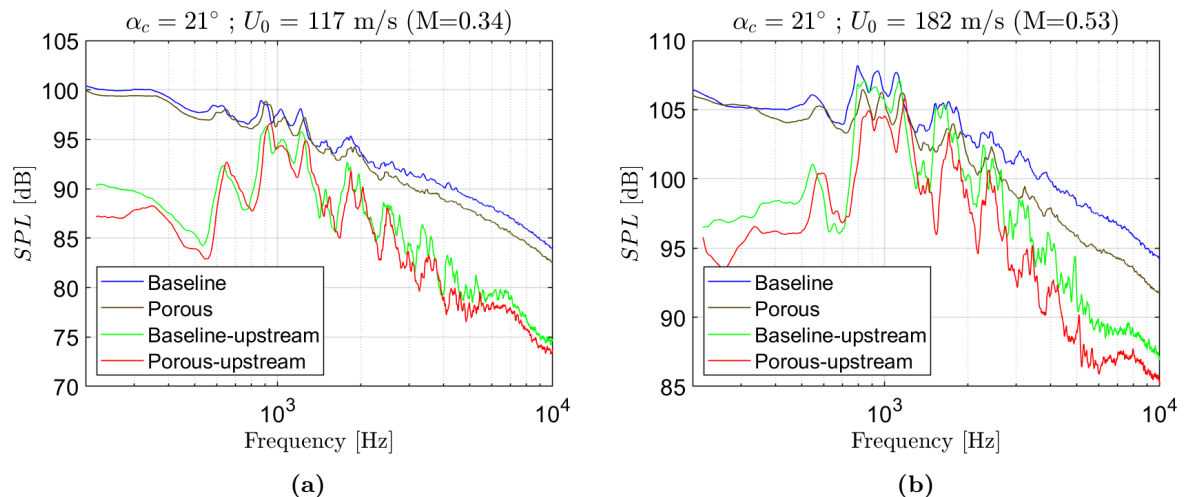 α_c = 21° ; U_0 = 117 m/s (M=0.34)
105
100
95
90
85
80
75
70
SPL [dB]
Baseline
Porous
Baseline-upstream
Porous-upstream
10^3
10^4
Frequency [Hz]
(a)
α_c = 21° ; U_0 = 182 m/s (M=0.53)
110
105
100
95
90
85
SPL [dB]
Baseline
Porous
Baseline-upstream
Porous-upstream
10^3
10^4
Frequency [Hz]
(b)